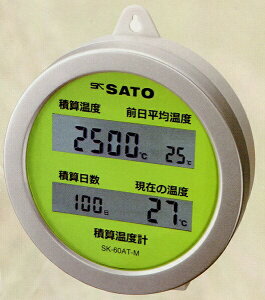 SK SATO
積算温度 前日平均温度
2500℃ 25℃
積算日数 現在の温度
100日 27℃
積算温度計
SK-60AT-M